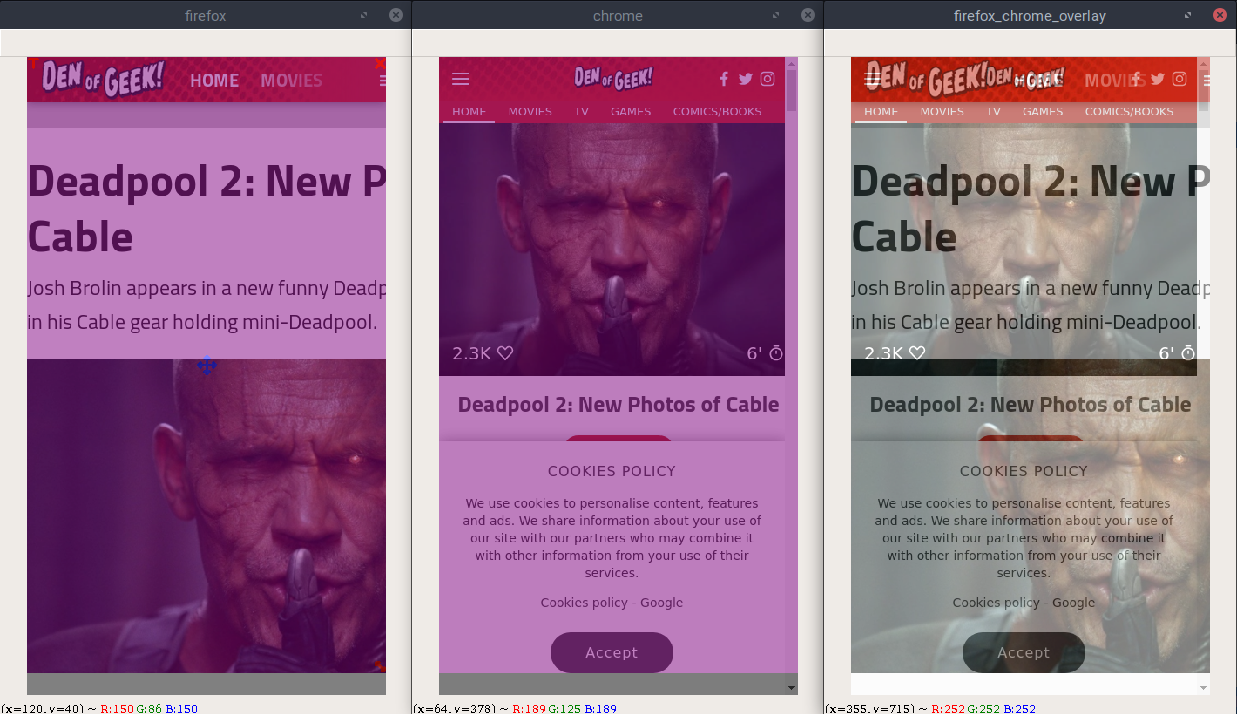 firefox
DEN OF GEEK!
HOME MOVIES
Deadpool 2: New P
Cable
Josh Brolin appears in a new funny Deadp
in his Cable gear holding mini-Deadpool.
(x=120, y=40) ~ R:150 G:86 B:150
chrome
DEN OF GEEK!
HOME MOVIES TV GAMES COMICS/BOOKS
2.3K 6'
Deadpool 2: New Photos of Cable
COOKIES POLICY
We use cookies to personalise content, features
and ads. We share information about your use of
our site with our partners who may combine it
with other information from your use of their
services.
Cookies policy - Google
Accept
(x=64, y=378) ~ R:189 G:125 B:189
firefox_chrome_overlay
DEN OF GEEK! DEN OF GEEK! HOME MOVIES
HOME MOVIES TV GAMES COMICS/BOOKS
Deadpool 2: New P
Cable
Josh Brolin appears in a new funny Deadp
in his Cable gear holding mini-Deadpool.
2.3K 6'
Deadpool 2: New Photos of Cable
COOKIES POLICY
We use cookies to personalise content, features
and ads. We share information about your use of
our site with our partners who may combine it
with other information from your use of their
services.
Cookies policy - Google
Accept
(x=355, y=715) ~ R:252 G:252 B:252